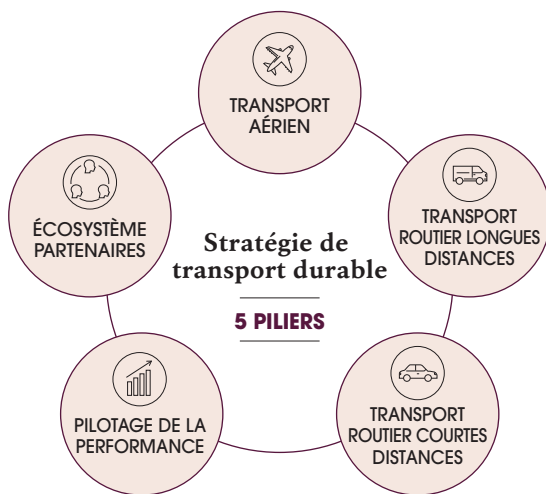 TRANSPORT
AÉRIEN
TRANSPORT
ROUTIER LONGUES
DISTANCES
TRANSPORT
ROUTIER COURTES
DISTANCES
PILOTAGE DE LA
PERFORMANCE
ÉCOSYSTÈME
PARTENAIRES
Stratégie de
transport durable
5 PILIERS